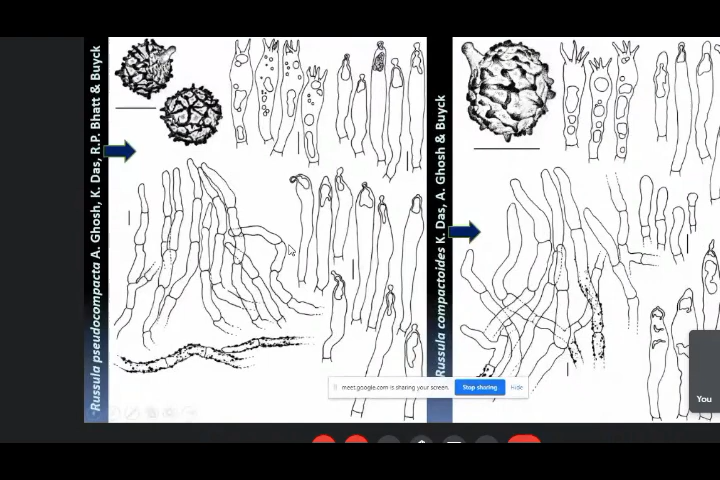 Russula pseudocompacta A. Ghosh, K. Das, R.P. Bhatt & Buyck
Russula compactoides K. Das, A. Ghosh & Buyck
meet.google.com is sharing your screen.
Stop sharing
Hide
You